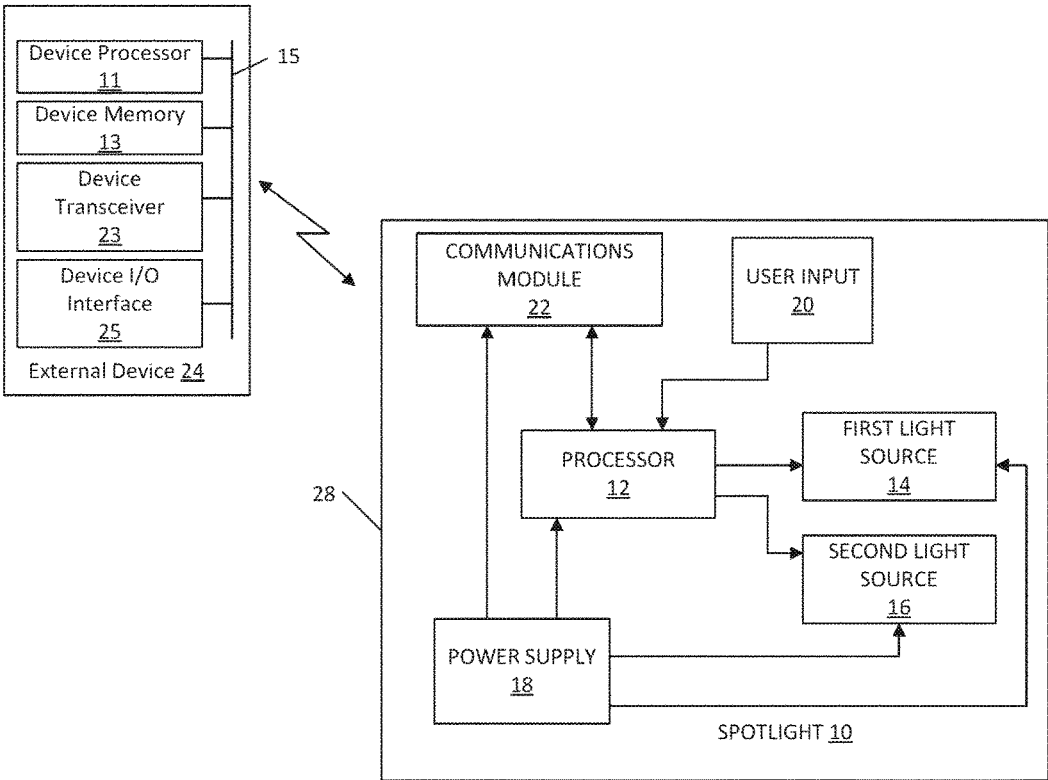 Device Processor
11
15
Device Memory
13
Device
Transceiver
23
Device I/O
Interface
25
External Device 24
COMMUNICATIONS
MODULE
22
USER INPUT
20
PROCESSOR
12
FIRST LIGHT
SOURCE
14
28
SECOND LIGHT
SOURCE
16
POWER SUPPLY
18
SPOTLIGHT 10